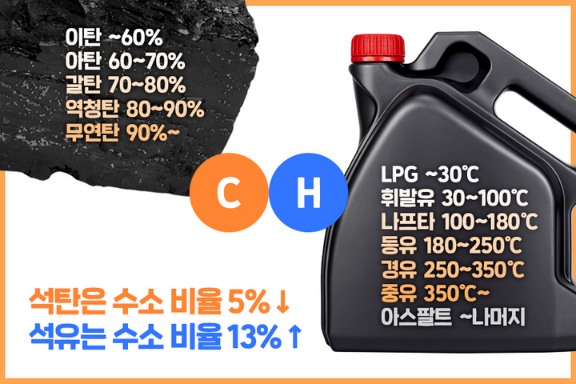 이탄 ~60%
아탄 60~70%
갈탄 70~80%
역청탄 80~90%
무연탄 90%~
C H
LPG ~30℃
휘발유 30~100℃
나프타 100~180℃
등유 180~250℃
경유 250~350℃
중유 350℃~
아스팔트 ~나머지
석탄은 수소 비율 5%↓
석유는 수소 비율 13%↑